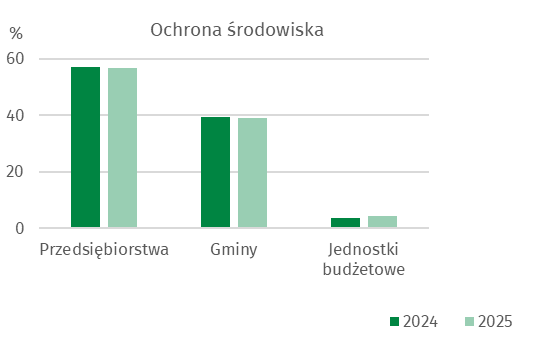 Ochrona środowiska
%
60
40
20
0
Przedsiębiorstwa
Gminy
Jednostki
budżetowe
2024
2025